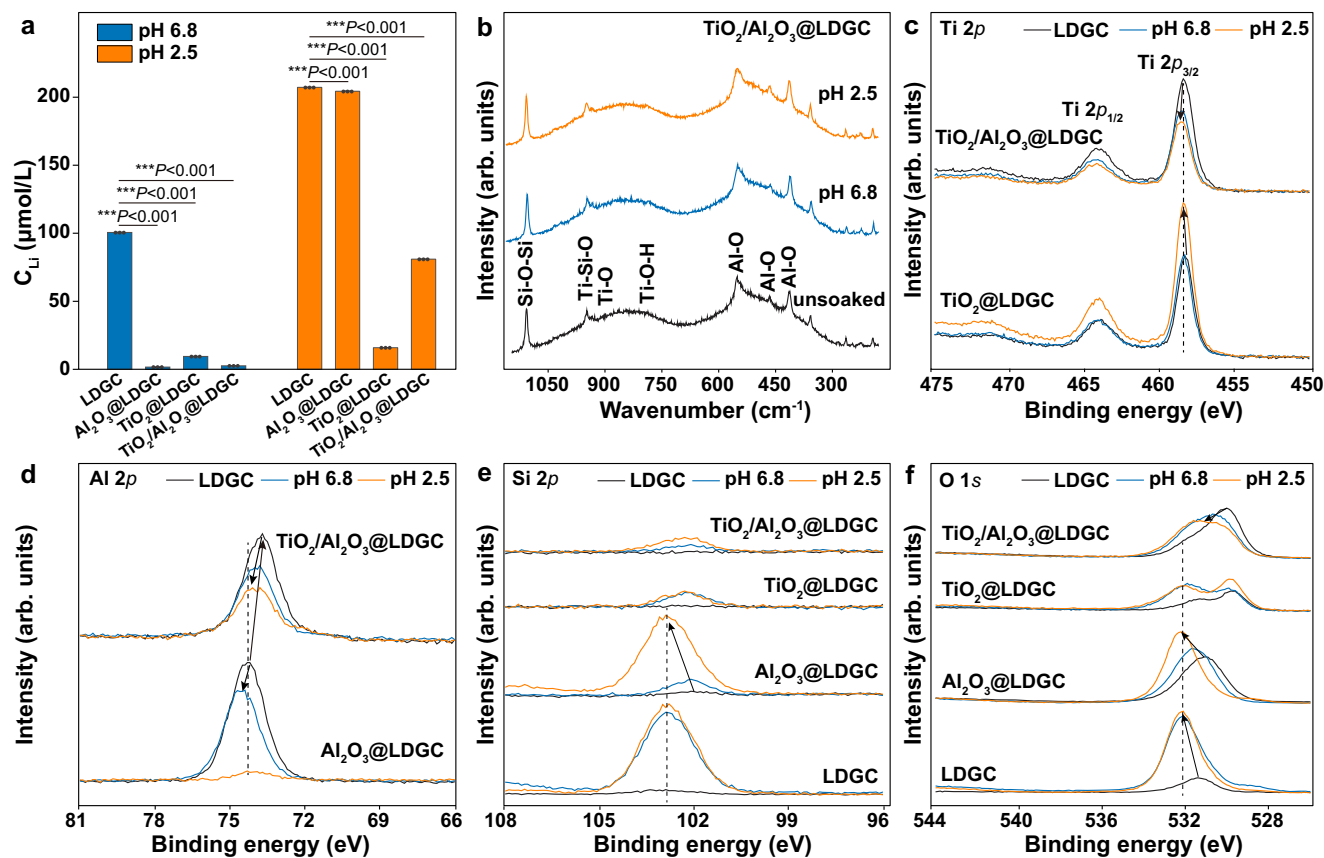 a
pH 6.8
pH 2.5
***P<0.001
***P<0.001
***P<0.001
***P<0.001
***P<0.001
***P<0.001
C_Li (μmol/L)
200
150
100
50
0
LDGC
Al₂O₃@LDGC
TiO₂@LDGC
TiO₂/Al₂O₃@LDGC
LDGC
Al₂O₃@LDGC
TiO₂@LDGC
TiO₂/Al₂O₃@LDGC
b
TiO₂/Al₂O₃@LDGC
pH 2.5
pH 6.8
unsoaked
Si-O-Si
Ti-Si-O
Ti-O
Ti-O-H
Al-O
Al-O
Al-O
Intensity (arb. units)
1050 900 750 600 450 300
Wavenumber (cm⁻¹)
c
Ti 2p
LDGC pH 6.8 pH 2.5
Ti 2p₃/₂
Ti 2p₁/₂
TiO₂/Al₂O₃@LDGC
TiO₂@LDGC
Intensity (arb. units)
475 470 465 460 455 450
Binding energy (eV)
d
Al 2p
LDGC pH 6.8 pH 2.5
TiO₂/Al₂O₃@LDGC
Al₂O₃@LDGC
Intensity (arb. units)
81 78 75 72 69 66
Binding energy (eV)
e
Si 2p
LDGC pH 6.8 pH 2.5
TiO₂/Al₂O₃@LDGC
TiO₂@LDGC
Al₂O₃@LDGC
LDGC
Intensity (arb. units)
108 105 102 99 96
Binding energy (eV)
f
O 1s
LDGC pH 6.8 pH 2.5
TiO₂/Al₂O₃@LDGC
TiO₂@LDGC
Al₂O₃@LDGC
LDGC
Intensity (arb. units)
544 540 536 532 528
Binding energy (eV)